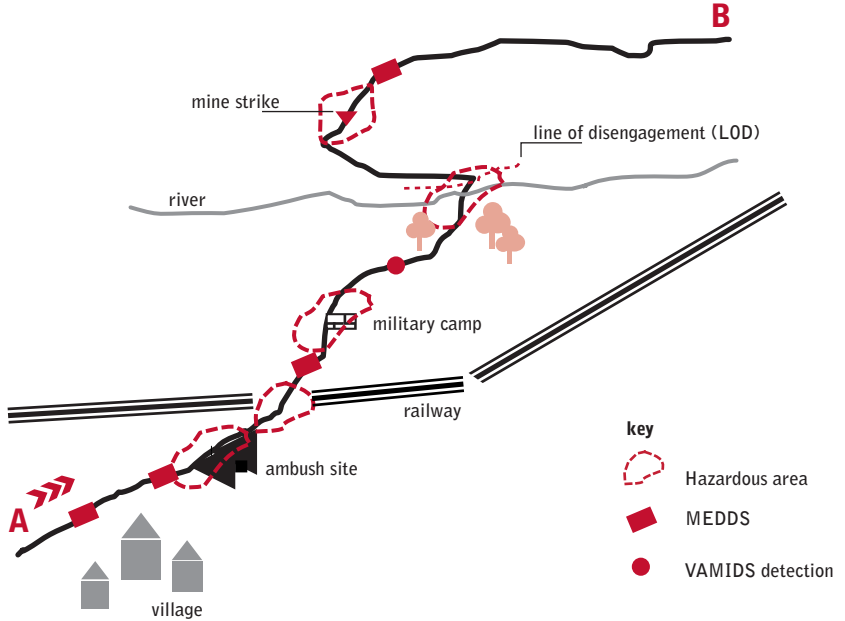 B
mine strike
line of disengagement (LOD)
river
military camp
railway
ambush site
A
village
key
Hazardous area
MEDDS
VAMIDS detection